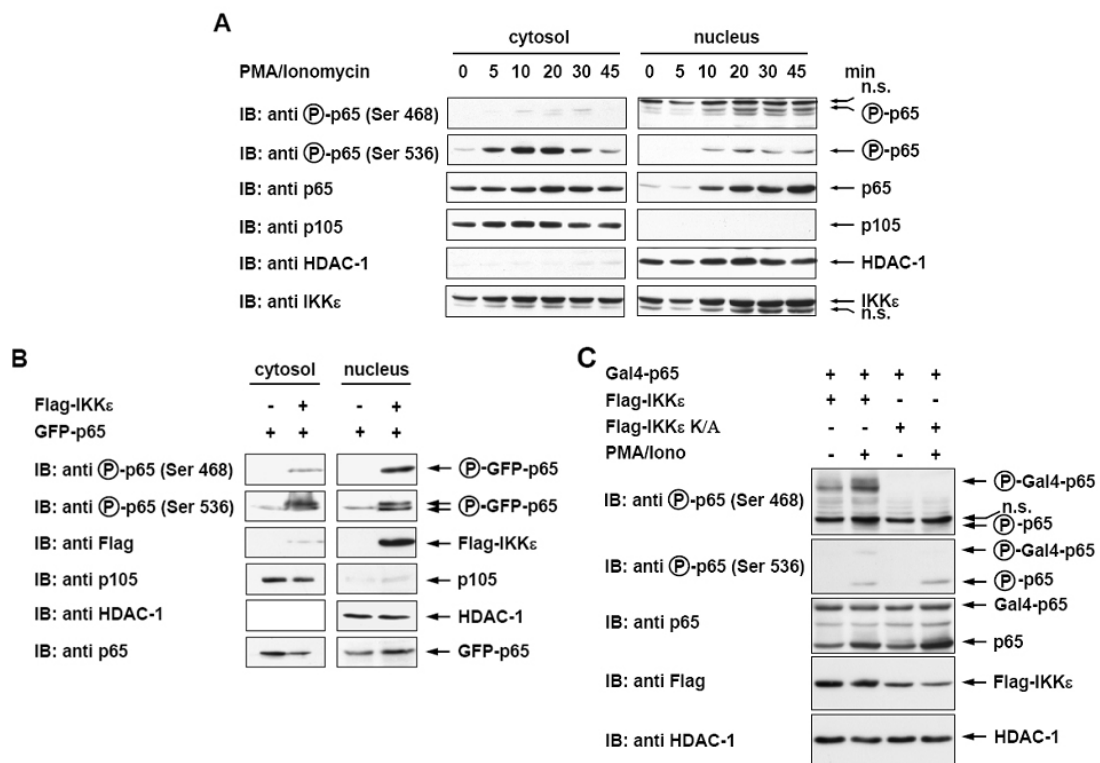 A
cytosol nucleus
PMA/Ionomycin 0 5 10 20 30 45 0 5 10 20 30 45 min
n.s.
IB: anti Ⓟ-p65 (Ser 468) Ⓟ-p65
IB: anti Ⓟ-p65 (Ser 536) Ⓟ-p65
IB: anti p65 p65
IB: anti p105 p105
IB: anti HDAC-1 HDAC-1
IB: anti IKKε IKKε
n.s.
B
cytosol nucleus
Flag-IKKε - + - +
GFP-p65 + + + +
IB: anti Ⓟ-p65 (Ser 468) Ⓟ-GFP-p65
IB: anti Ⓟ-p65 (Ser 536) Ⓟ-GFP-p65
IB: anti Flag Flag-IKKε
IB: anti p105 p105
IB: anti HDAC-1 HDAC-1
IB: anti p65 GFP-p65
C
Gal4-p65 + + + +
Flag-IKKε + + - -
Flag-IKKε K/A - - + +
PMA/Iono - + - +
Ⓟ-Gal4-p65
IB: anti Ⓟ-p65 (Ser 468) n.s.
Ⓟ-p65
Ⓟ-Gal4-p65
IB: anti Ⓟ-p65 (Ser 536) Ⓟ-p65
Gal4-p65
IB: anti p65 p65
IB: anti Flag Flag-IKKε
IB: anti HDAC-1 HDAC-1